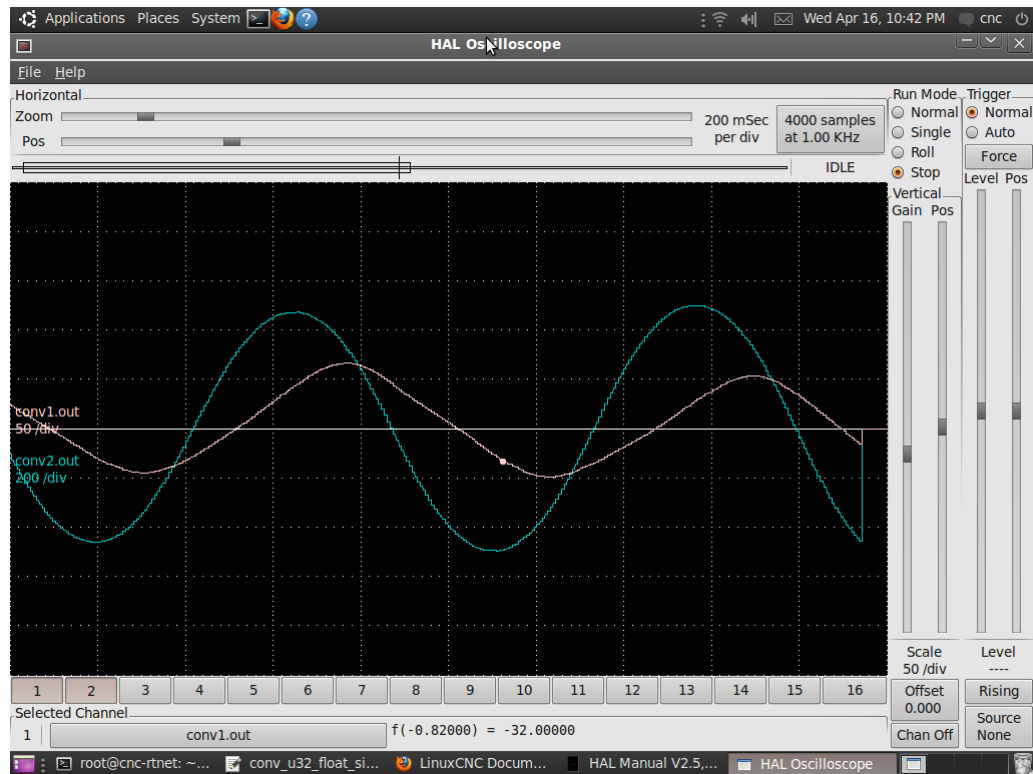 Applications Places System Wed Apr 16, 10:42 PM cnc
HAL Oscilloscope
File Help
Horizontal
Zoom
Pos
200 mSec
per div
4000 samples
at 1.00 KHz
IDLE
Run Mode
Normal
Single
Roll
Stop
Trigger
Normal
Auto
Force
Level Pos
Vertical
Gain Pos
conv1.out
50 /div
conv2.out
200 /div
Scale
50 /div
Level
----
1 2 3 4 5 6 7 8 9 10 11 12 13 14 15 16
Offset
0.000
Rising
Selected Channel
1 conv1.out f(-0.82000) = -32.00000
Chan Off
Source
None
root@cnc-rtnet: ~... conv_u32_float_si... LinuxCNC Docum... HAL Manual V2.5,... HAL Oscilloscope